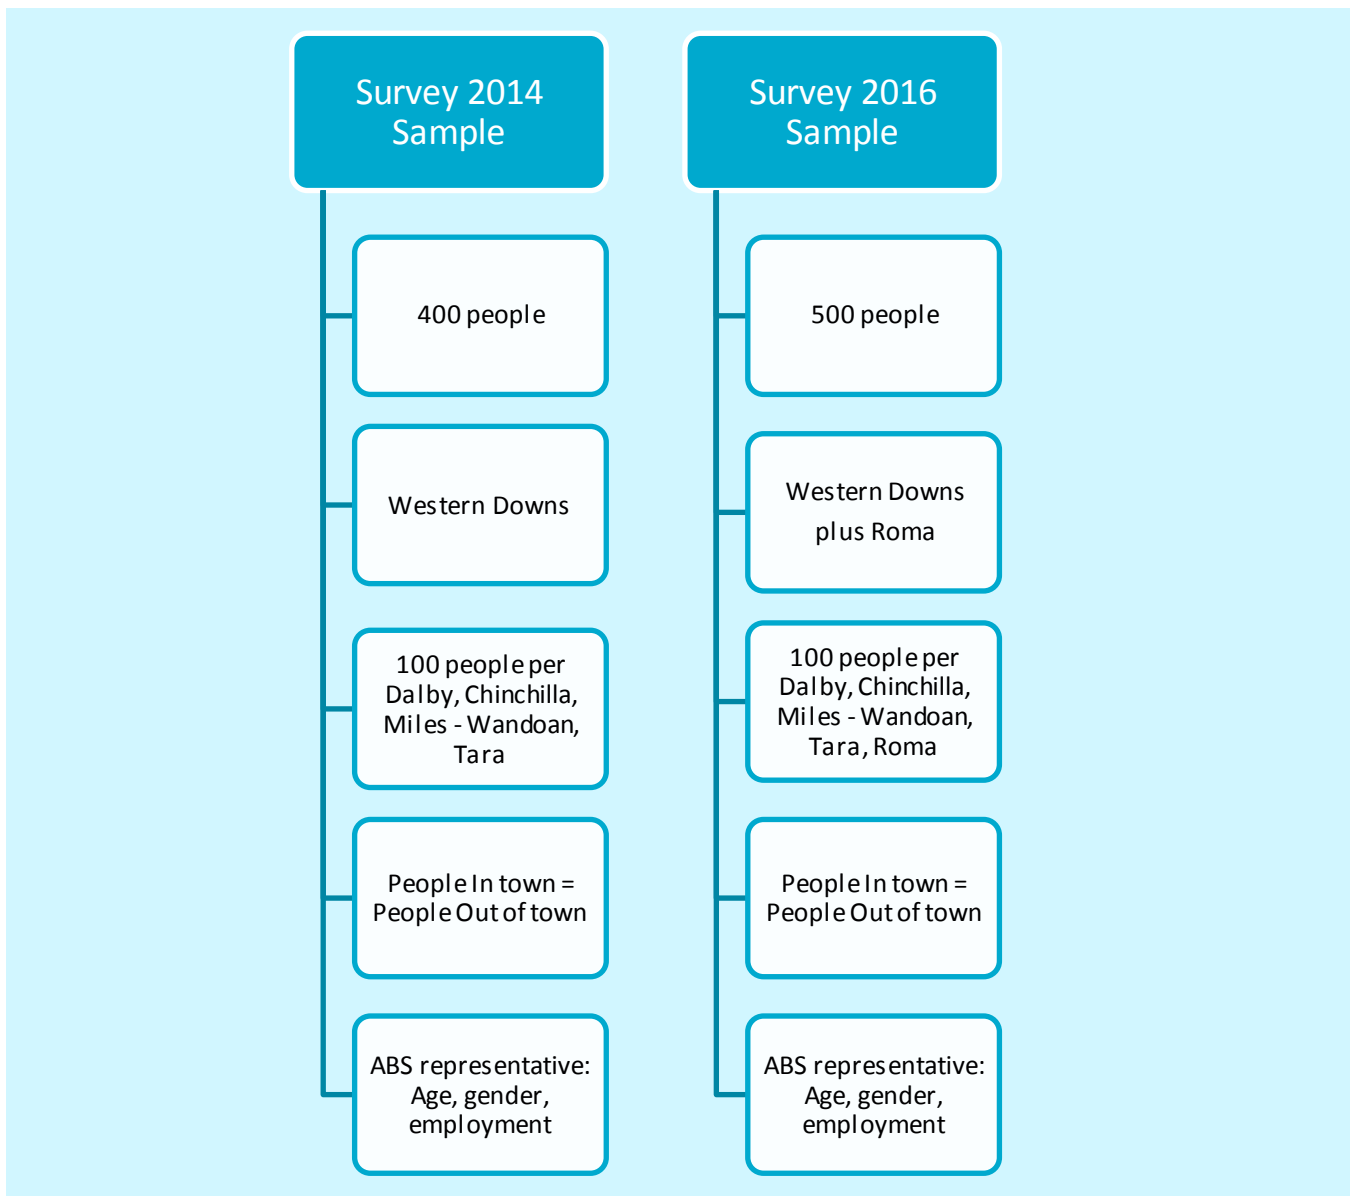 Survey 2014
Sample
400 people
Western Downs
100 people per
Dalby, Chinchilla,
Miles - Wandoan,
Tara
People In town =
People Out of town
ABS representative:
Age, gender,
employment
Survey 2016
Sample
500 people
Western Downs
plus Roma
100 people per
Dalby, Chinchilla,
Miles - Wandoan,
Tara, Roma
People In town =
People Out of town
ABS representative:
Age, gender,
employment